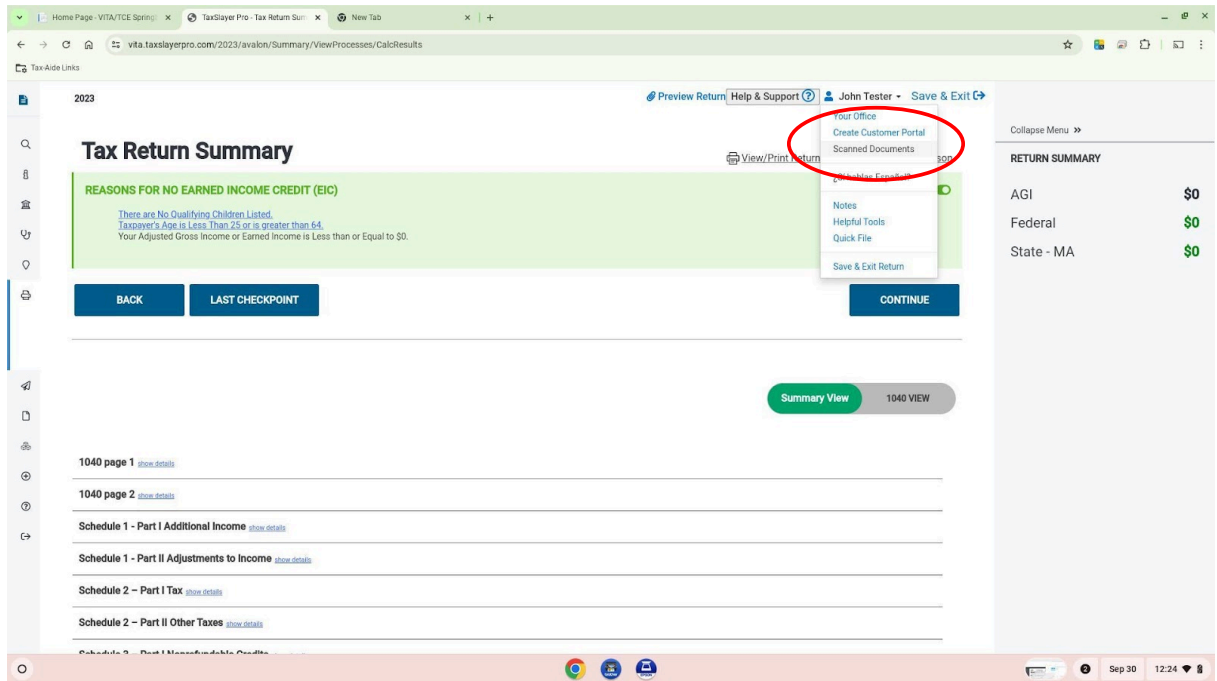 Home Page - VITA/TCE Spring
TaxSlayer Pro - Tax Return Sum
New Tab
vita.taxslayerpro.com/2023/avalon/Summary/ViewProcesses/CalcResults
Tax-Aide Links
2023
Preview Return Help & Support John Tester Save & Exit
Your Office
Create Customer Portal
Scanned Documents
¿Ud hablas Español?
Notes
Helpful Tools
Quick File
Save & Exit Return
Collapse Menu »
Tax Return Summary
View/Print Return
RETURN SUMMARY
AGI $0
Federal $0
State - MA $0
REASONS FOR NO EARNED INCOME CREDIT (EIC)
There are No Qualifying Children Listed.
Taxpayer's Age is Less Than 25 or is greater than 64.
Your Adjusted Gross Income or Earned Income is Less than or Equal to $0.
BACK
LAST CHECKPOINT
CONTINUE
Summary View
1040 VIEW
1040 page 1 show details
1040 page 2 show details
Schedule 1 - Part I Additional Income show details
Schedule 1 - Part II Adjustments to Income show details
Schedule 2 – Part I Tax show details
Schedule 2 – Part II Other Taxes show details
Sep 30 12:24